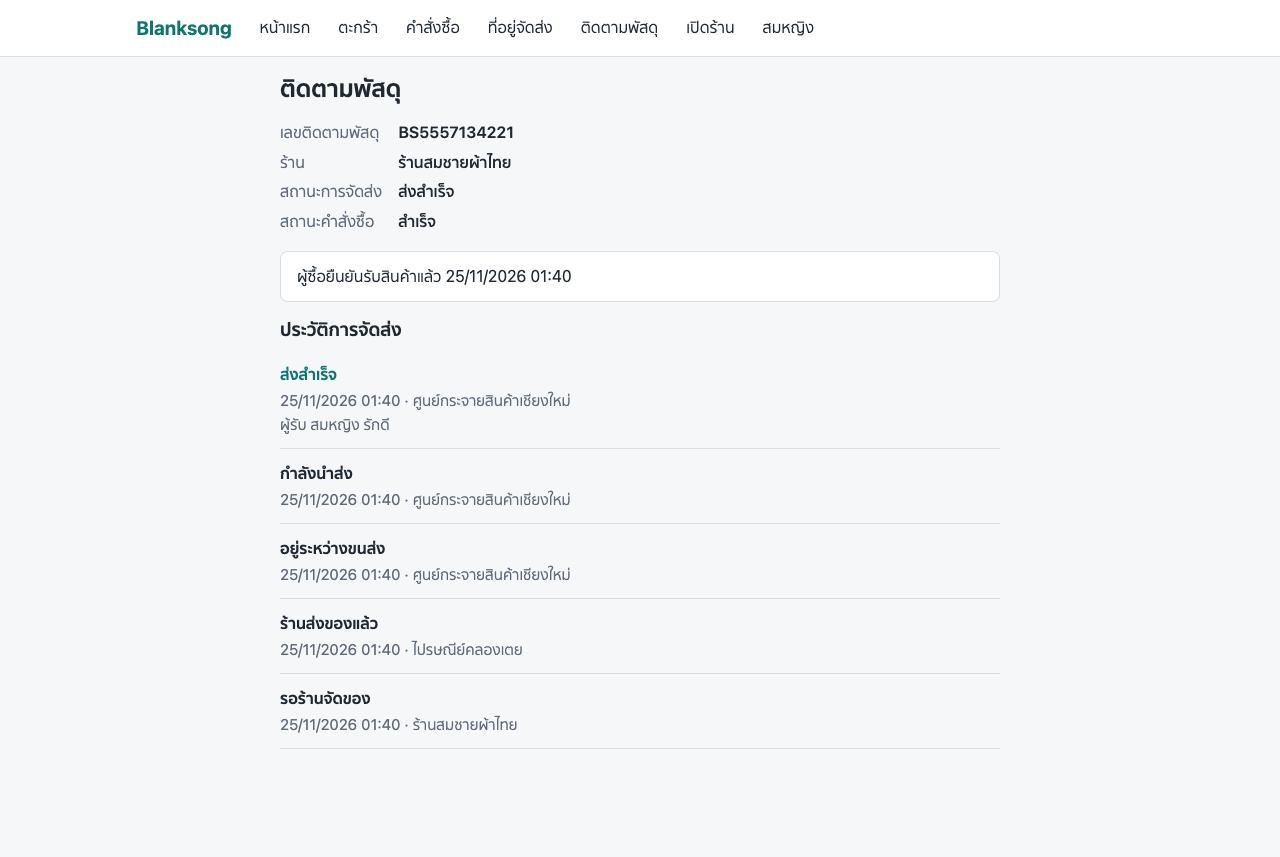 Blanksong หน้าแรก ตะกร้า คำสั่งซื้อ ที่อยู่จัดส่ง ติดตามพัสดุ เปิดร้าน สมหญิง
ติดตามพัสดุ
เลขติดตามพัสดุ BS5557134221
ร้าน ร้านสมชายผ้าไทย
สถานะการจัดส่ง ส่งสำเร็จ
สถานะคำสั่งซื้อ สำเร็จ
ผู้ซื้อยืนยันรับสินค้าแล้ว 25/11/2026 01:40
ประวัติการจัดส่ง
ส่งสำเร็จ
25/11/2026 01:40 · ศูนย์กระจายสินค้าเชียงใหม่
ผู้รับ สมหญิง รักดี
กำลังนำส่ง
25/11/2026 01:40 · ศูนย์กระจายสินค้าเชียงใหม่
อยู่ระหว่างขนส่ง
25/11/2026 01:40 · ศูนย์กระจายสินค้าเชียงใหม่
ร้านส่งของแล้ว
25/11/2026 01:40 · ไปรษณีย์คลองเตย
รอร้านจัดของ
25/11/2026 01:40 · ร้านสมชายผ้าไทย